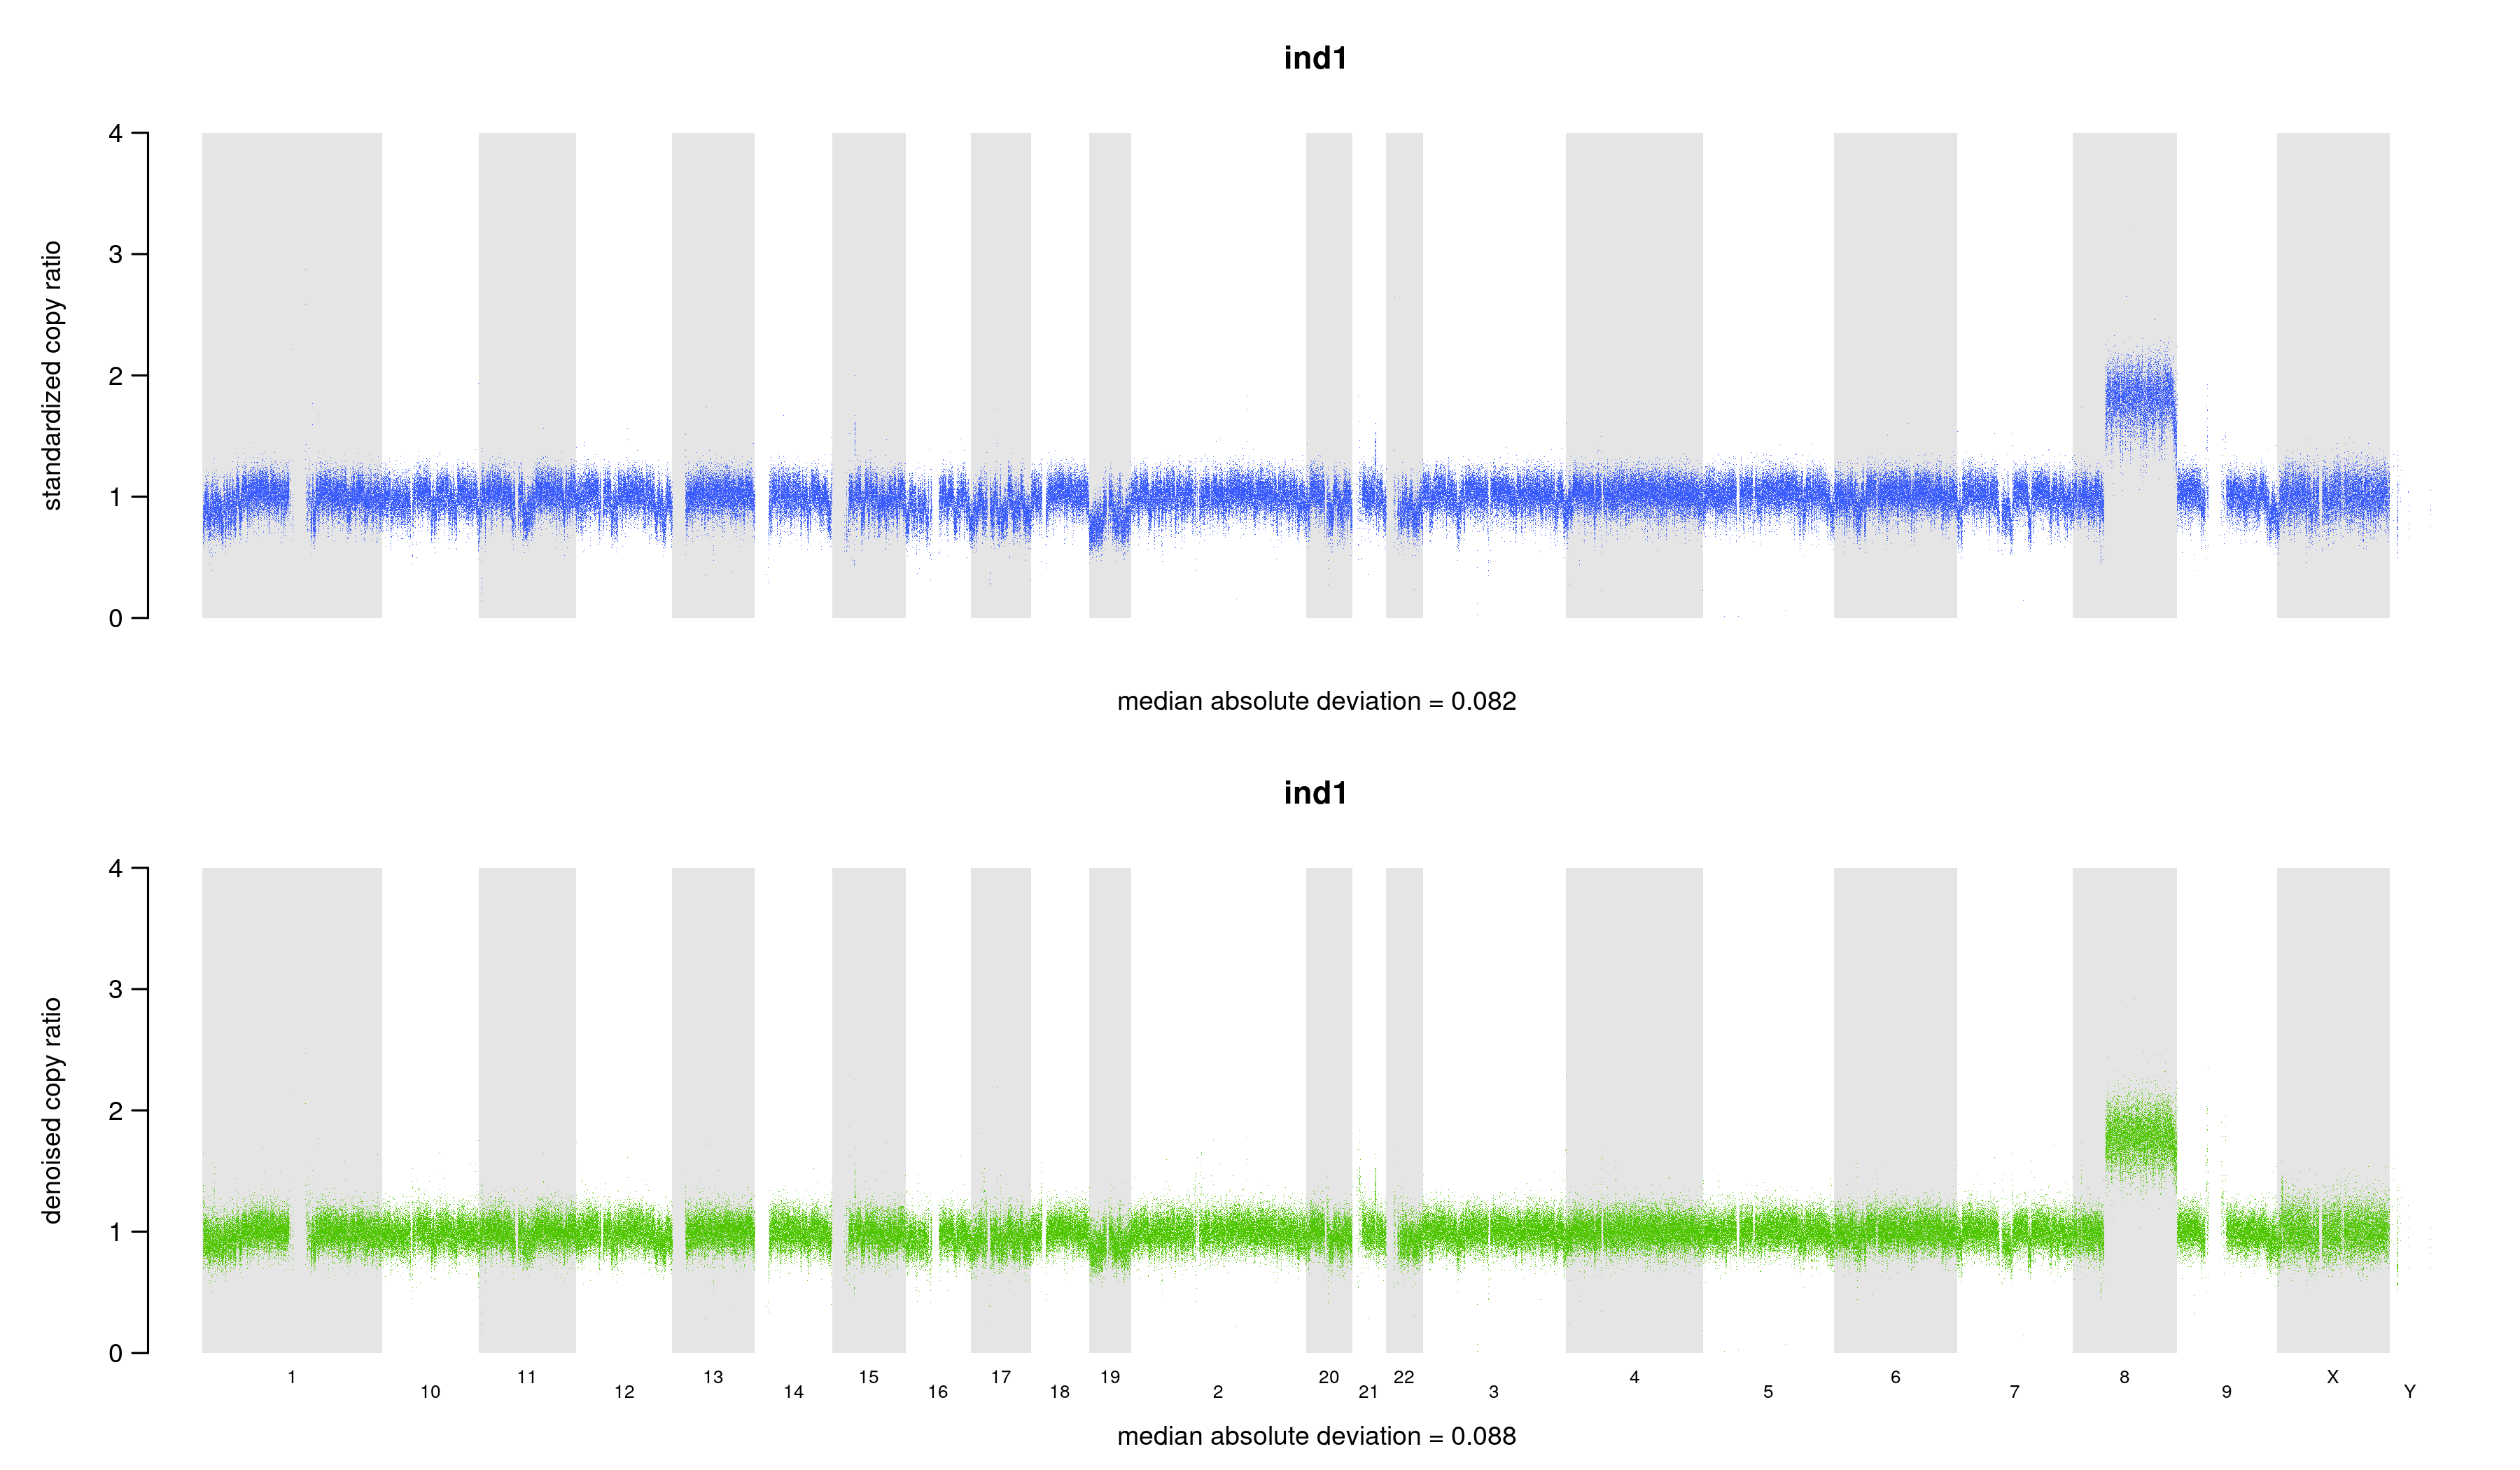 ind1
standardized copy ratio
4
3
2
1
0
median absolute deviation = 0.082
ind1
denoised copy ratio
4
3
2
1
0
1 11 13 15 17 19 20 22 4 6 8 X
10 12 14 16 18 2 21 3 5 7 9 Y
median absolute deviation = 0.088